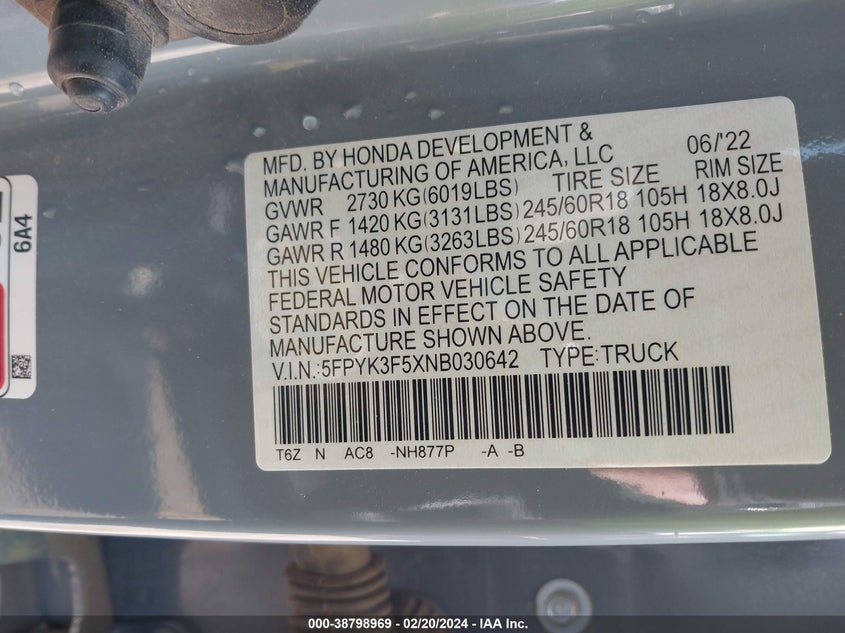 MFD. BY HONDA DEVELOPMENT & 06/'22
MANUFACTURING OF AMERICA, LLC
GVWR 2730 KG(6019LBS) TIRE SIZE RIM SIZE
GAWR F 1420 KG(3131LBS) 245/60R18 105H 18X8.0J
GAWR R 1480 KG(3263LBS) 245/60R18 105H 18X8.0J
THIS VEHICLE CONFORMS TO ALL APPLICABLE
FEDERAL MOTOR VEHICLE SAFETY
STANDARDS IN EFFECT ON THE DATE OF
MANUFACTURE SHOWN ABOVE.
V.I.N.:5FPYK3F5XNB030642 TYPE:TRUCK
T6Z N AC8 -NH877P -A -B
6A4
000-38798969 - 02/20/2024 - IAAI.COM